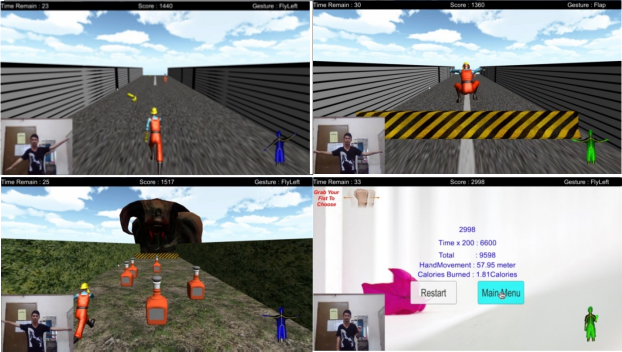 Time Remain : 23 Score : 1440 Gesture : FlyLeft
Time Remain : 30 Score : 1360 Gesture : Flap
Time Remain : 25 Score : 1517 Gesture : FlyLeft
Time Remain : 33 Score : 2998 Gesture : FlyLeft
Grab Your
Fist To
Choose
2998
Time x 200 : 6600
Total : 9598
HandMovement : 57.95 meter
Calories Burned : 1.81Calories
Restart Main Menu